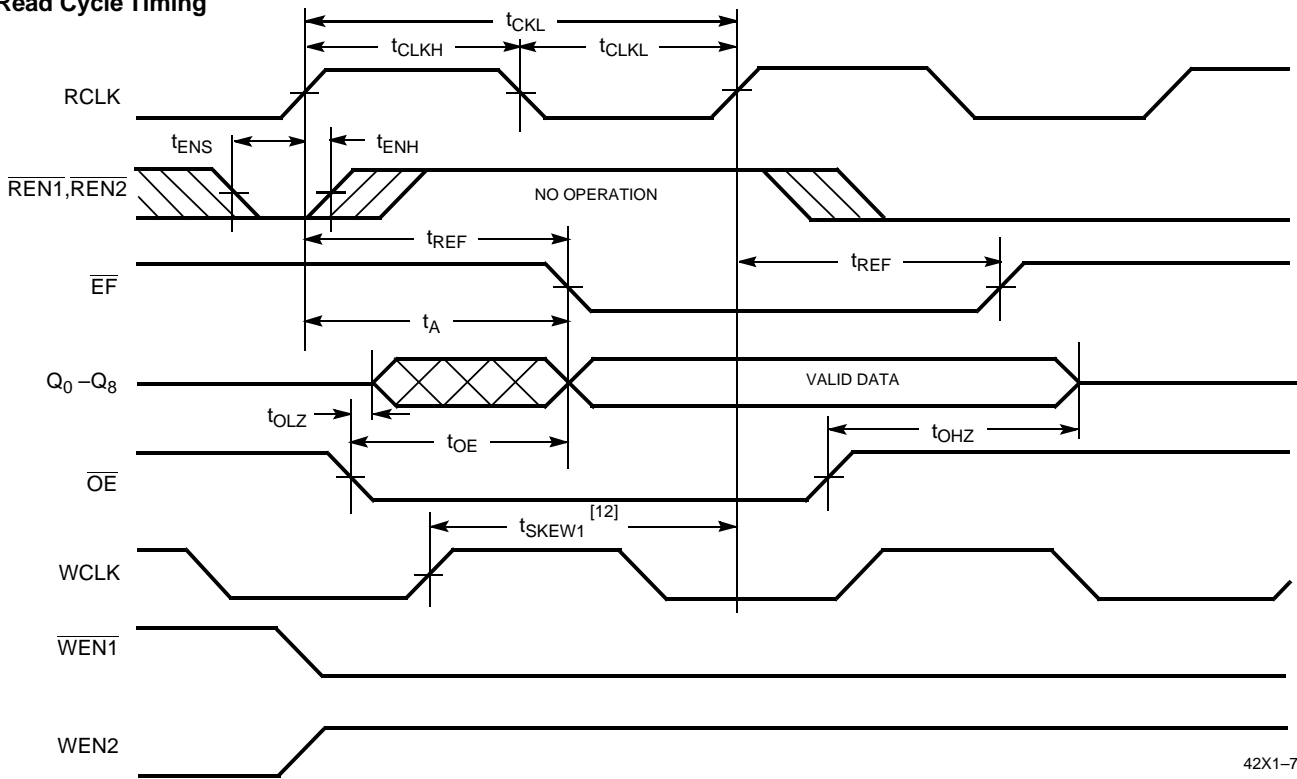 Read Cycle Timing
tCKL
tCLKH
tCLKL
RCLK
tENS
tENH
REN1,REN2
NO OPERATION
tREF
tREF
EF
tA
Q0 –Q8
VALID DATA
tOLZ
tOE
tOHZ
OE
tSKEW1 [12]
WCLK
WEN1
WEN2
42X1–7